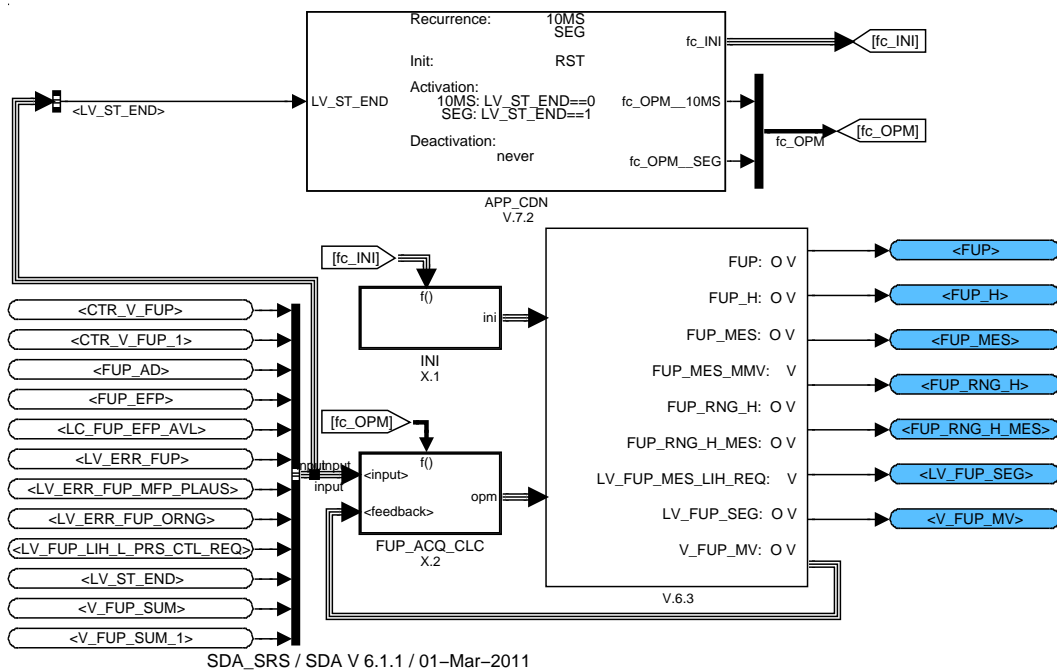 Recurrence: 10MS
SEG
Init: RST
Activation:
10MS: LV_ST_END==0
SEG: LV_ST_END==1
Deactivation:
never
LV_ST_END
fc_INI
fc_OPM__10MS
fc_OPM__SEG
APP_CDN
V.7.2
<LV_ST_END>
[fc_INI]
fc_OPM
[fc_OPM]
[fc_INI]
f()
ini
INI
X.1
[fc_OPM]
f()
<input>
<feedback>
opm
FUP_ACQ_CLC
X.2
<CTR_V_FUP>
<CTR_V_FUP_1>
<FUP_AD>
<FUP_EFP>
<LC_FUP_EFP_AVL>
<LV_ERR_FUP>
<LV_ERR_FUP_MFP_PLAUS>
<LV_ERR_FUP_ORNG>
<LV_FUP_LIH_L_PRS_CTL_REQ>
<LV_ST_END>
<V_FUP_SUM>
<V_FUP_SUM_1>
input
input
input
FUP: O V
FUP_H: O V
FUP_MES: O V
FUP_MES_MMV: V
FUP_RNG_H: O V
FUP_RNG_H_MES: O V
LV_FUP_MES_LIH_REQ: V
LV_FUP_SEG: O V
V_FUP_MV: O V
V.6.3
<FUP>
<FUP_H>
<FUP_MES>
<FUP_RNG_H>
<FUP_RNG_H_MES>
<LV_FUP_SEG>
<V_FUP_MV>
SDA_SRS / SDA V 6.1.1 / 01–Mar–2011